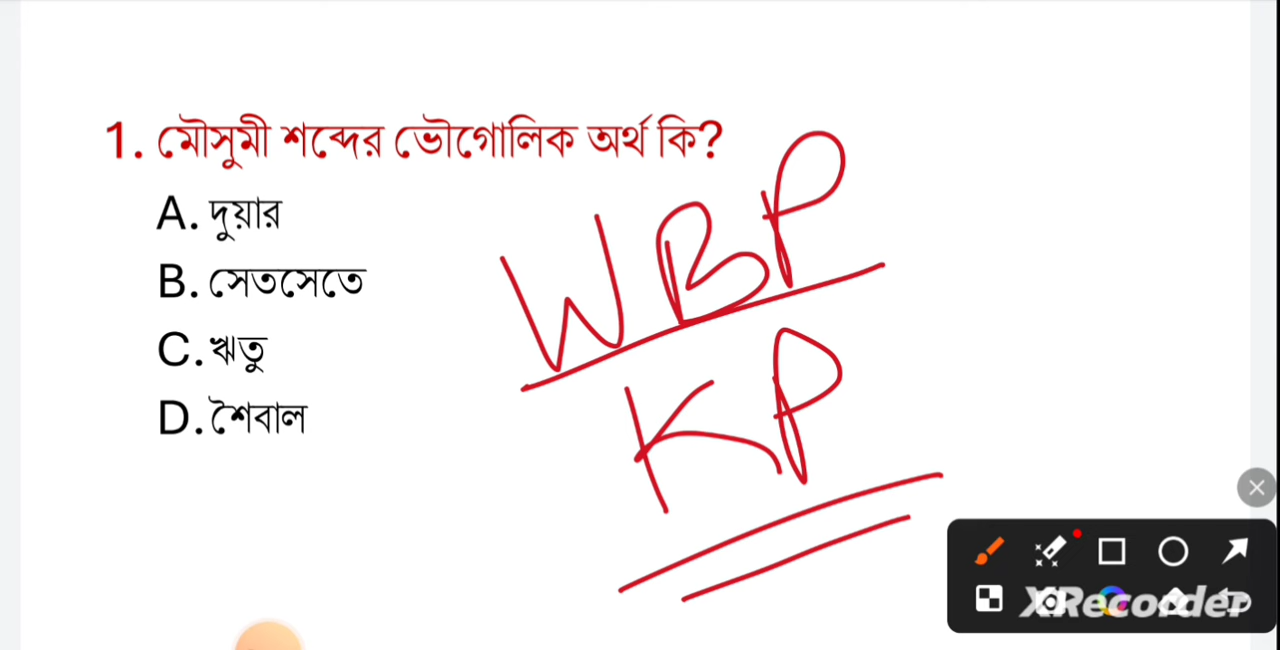 1. মৌসুমী শব্দের ভৌগোলিক অর্থ কি?
A. দুয়ার
B. সেতসেতে
C. ঋতু
D. শৈবাল
WBP
KP
XRecorder